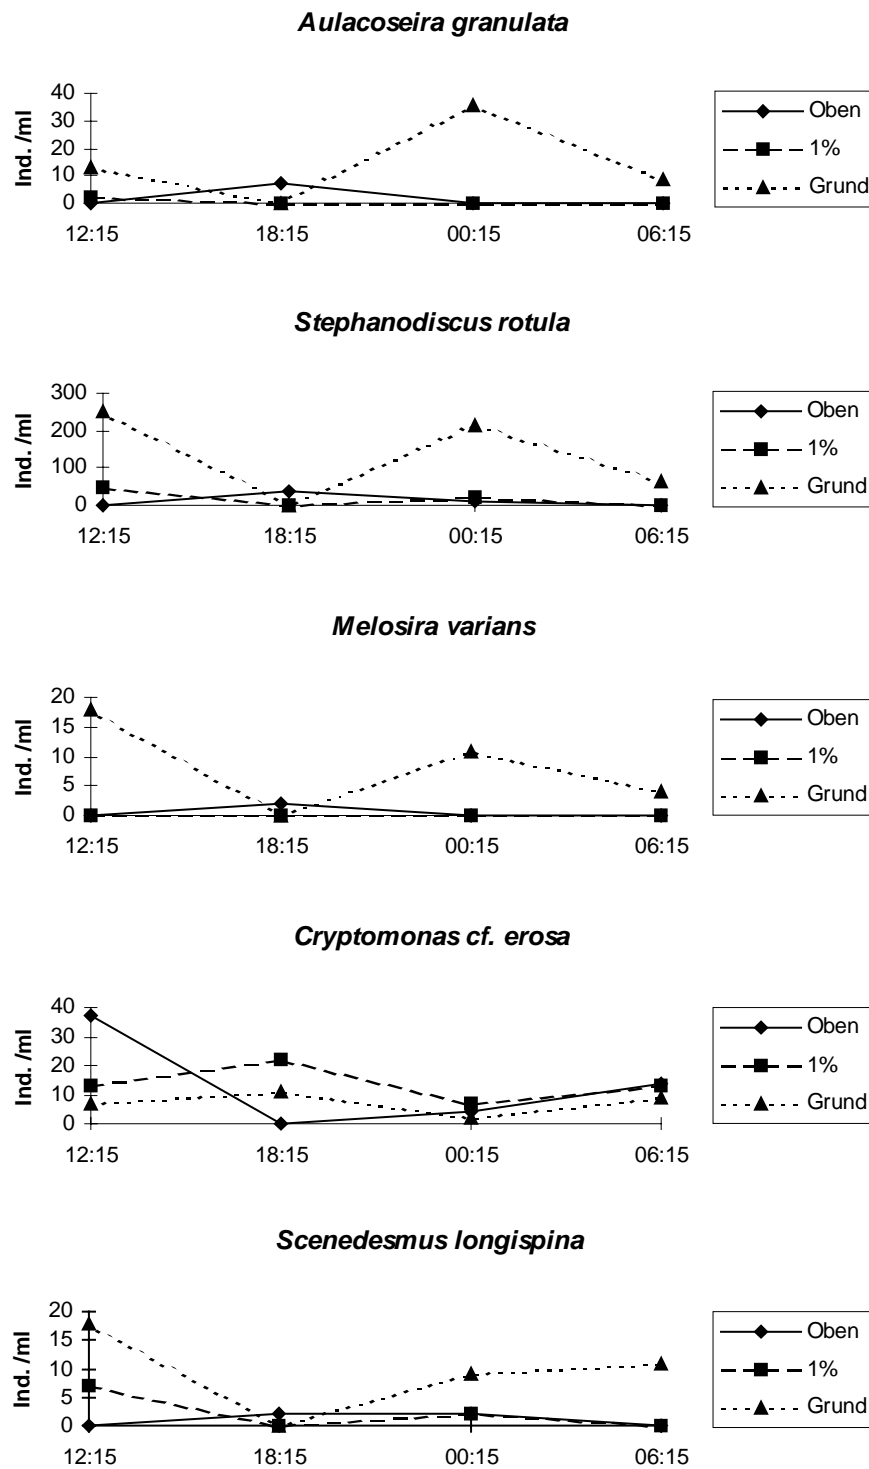 Aulacoseira granulata
Ind. /ml
40
30
20
10
0
12:15 18:15 00:15 06:15
Oben
1%
Grund
Stephanodiscus rotula
Ind. /ml
300
200
100
0
12:15 18:15 00:15 06:15
Oben
1%
Grund
Melosira varians
Ind. /ml
20
15
10
5
0
12:15 18:15 00:15 06:15
Oben
1%
Grund
Cryptomonas cf. erosa
Ind. /ml
40
30
20
10
0
12:15 18:15 00:15 06:15
Oben
1%
Grund
Scenedesmus longispina
Ind. /ml
20
15
10
5
0
12:15 18:15 00:15 06:15
Oben
1%
Grund